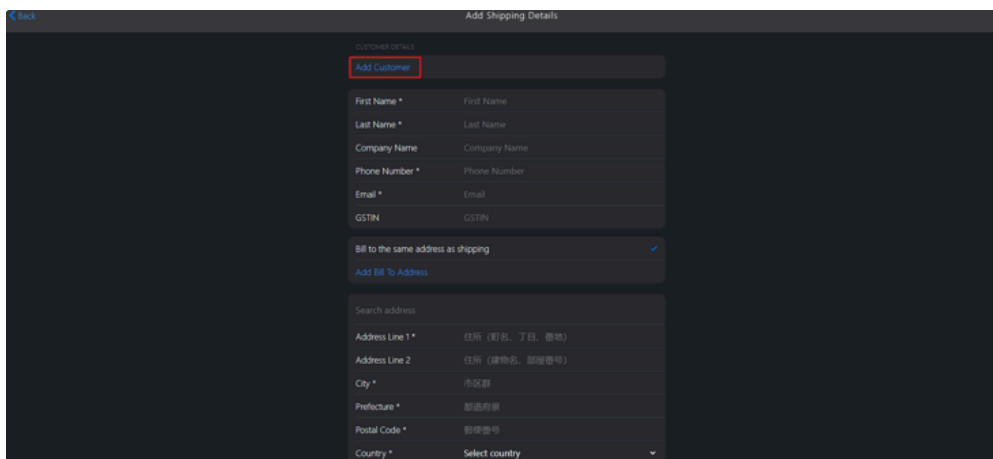 Back
Add Shipping Details
CUSTOMER DETAILS
Add Customer
First Name * First Name
Last Name * Last Name
Company Name Company Name
Phone Number * Phone Number
Email * Email
GSTIN GSTIN
Bill to the same address as shipping
Add Bill To Address
Search address
Address Line 1 * 住所（町名、丁目、番地）
Address Line 2 住所（建物名、部屋番号）
City * 市区群
Prefecture * 都道府県
Postal Code * 郵便番号
Country * Select country